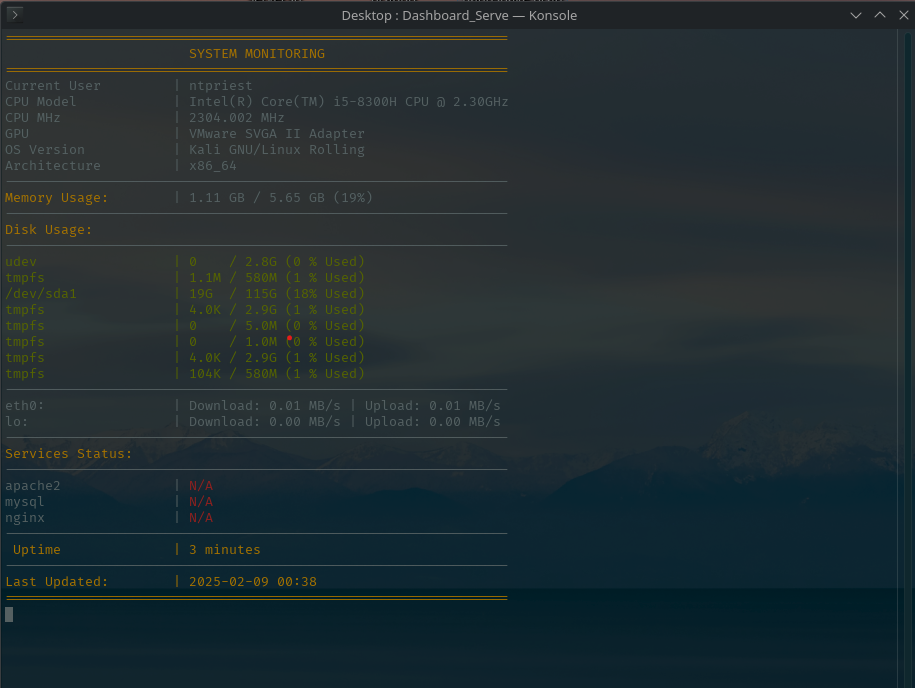 Desktop : Dashboard_Serve — Konsole
SYSTEM MONITORING
Current User | ntpriest
CPU Model | Intel(R) Core(TM) i5-8300H CPU @ 2.30GHz
CPU MHz | 2304.002 MHz
GPU | VMware SVGA II Adapter
OS Version | Kali GNU/Linux Rolling
Architecture | x86_64
Memory Usage: | 1.11 GB / 5.65 GB (19%)
Disk Usage:
udev | 0 / 2.8G (0 % Used)
tmpfs | 1.1M / 580M (1 % Used)
/dev/sda1 | 19G / 115G (18% Used)
tmpfs | 4.0K / 2.9G (1 % Used)
tmpfs | 0 / 5.0M (0 % Used)
tmpfs | 0 / 1.0M (0 % Used)
tmpfs | 4.0K / 2.9G (1 % Used)
tmpfs | 104K / 580M (1 % Used)
eth0: | Download: 0.01 MB/s | Upload: 0.01 MB/s
lo: | Download: 0.00 MB/s | Upload: 0.00 MB/s
Services Status:
apache2 | N/A
mysql | N/A
nginx | N/A
Uptime | 3 minutes
Last Updated: | 2025-02-09 00:38